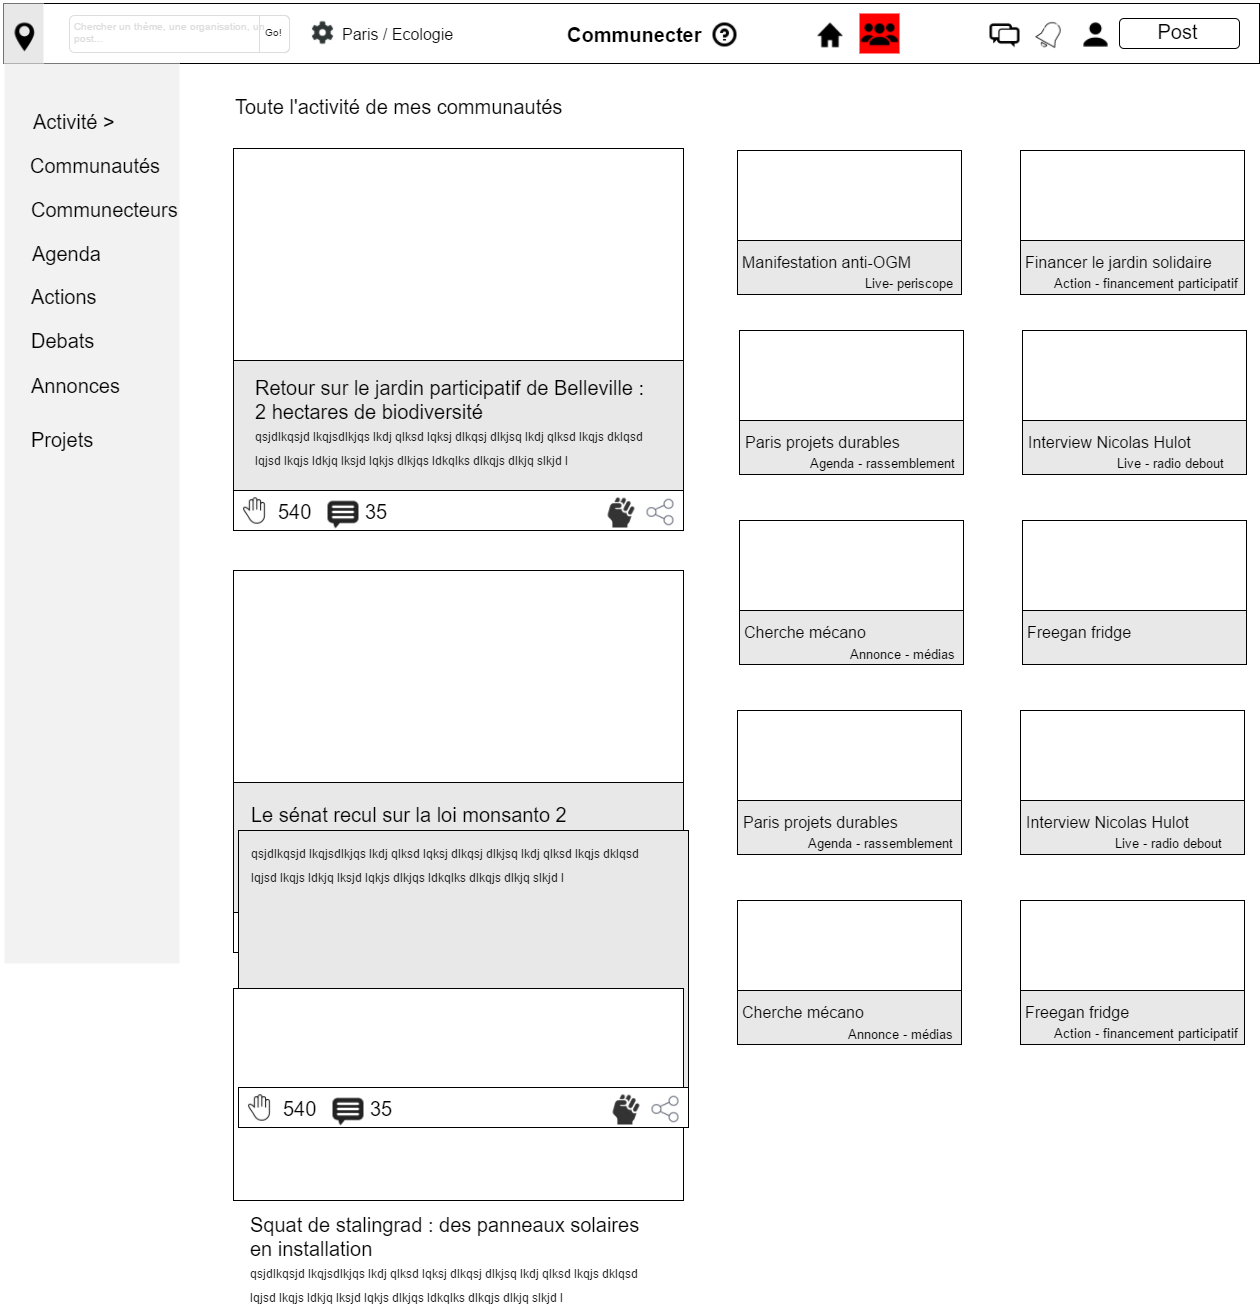 Chercher un thème, une organisation, un
post...
Go!
Paris / Ecologie
Communecter
Post
Activité >
Communautés
Communecteurs
Agenda
Actions
Debats
Annonces
Projets
Toute l'activité de mes communautés
Retour sur le jardin participatif de Belleville :
2 hectares de biodiversité
qsjdlkqsjd lkqjsdlkjqs lkdj qlksd lqksj dlkqsj dlkjsq lkdj qlksd lkqjs dklqsd
lqjsd lkqjs ldkjq lksjd lqkjs dlkjqs ldkqlks dlkqjs dlkjq slkjd l
540
35
Le sénat recul sur la loi monsanto 2
qsjdlkqsjd lkqjsdlkjqs lkdj qlksd lqksj dlkqsj dlkjsq lkdj qlksd lkqjs dklqsd
lqjsd lkqjs ldkjq lksjd lqkjs dlkjqs ldkqlks dlkqjs dlkjq slkjd l
540
35
Squat de stalingrad : des panneaux solaires
en installation
qsjdlkqsjd lkqjsdlkjqs lkdj qlksd lqksj dlkqsj dlkjsq lkdj qlksd lkqjs dklqsd
lqjsd lkqjs ldkjq lksjd lqkjs dlkjqs ldkqlks dlkqjs dlkjq slkjd l
Manifestation anti-OGM
Live- periscope
Financer le jardin solidaire
Action - financement participatif
Paris projets durables
Agenda - rassemblement
Interview Nicolas Hulot
Live - radio debout
Cherche mécano
Annonce - médias
Freegan fridge
Paris projets durables
Agenda - rassemblement
Interview Nicolas Hulot
Live - radio debout
Cherche mécano
Annonce - médias
Freegan fridge
Action - financement participatif